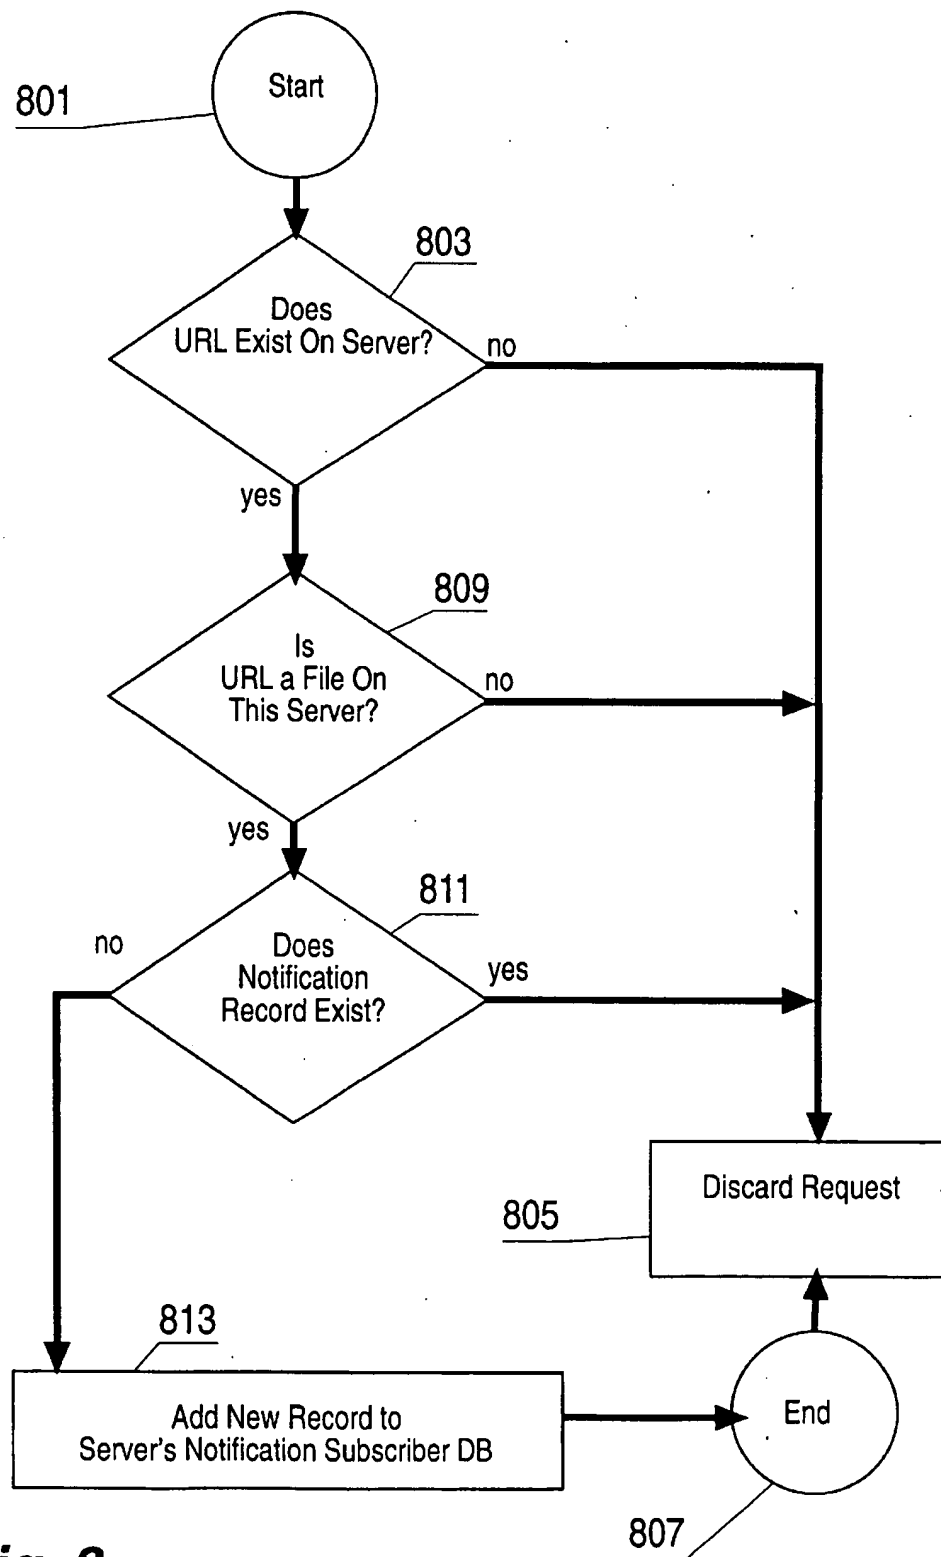 Start
801
803
Does
URL Exist On Server?
no
yes
809
Is
URL a File On
This Server?
no
yes
811
no
Does
Notification
Record Exist?
yes
Discard Request
805
813
Add New Record to
Server's Notification Subscriber DB
End
807